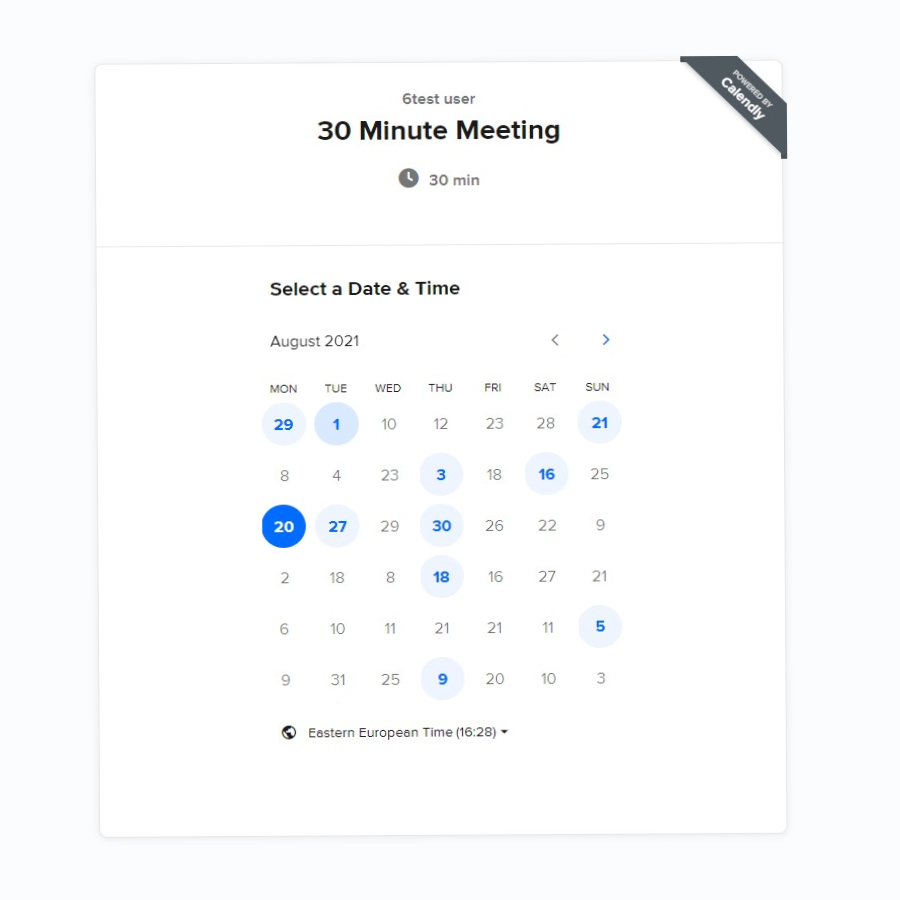 POWERED BY
Calendly
6test user
30 Minute Meeting
30 min
Select a Date & Time
August 2021
MON TUE WED THU FRI SAT SUN
29 1 10 12 23 28 21
8 4 23 3 18 16 25
20 27 29 30 26 22 9
2 18 8 18 16 27 21
6 10 11 21 21 11 5
9 31 25 9 20 10 3
Eastern European Time (16:28)